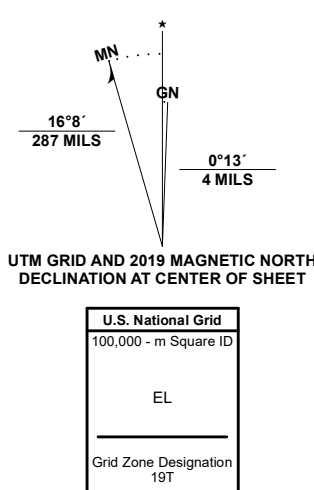 ★
MN
GN
16°8´
287 MILS
0°13´
4 MILS
UTM GRID AND 2019 MAGNETIC NORTH
DECLINATION AT CENTER OF SHEET
U.S. National Grid
100,000 - m Square ID
EL
Grid Zone Designation
19T